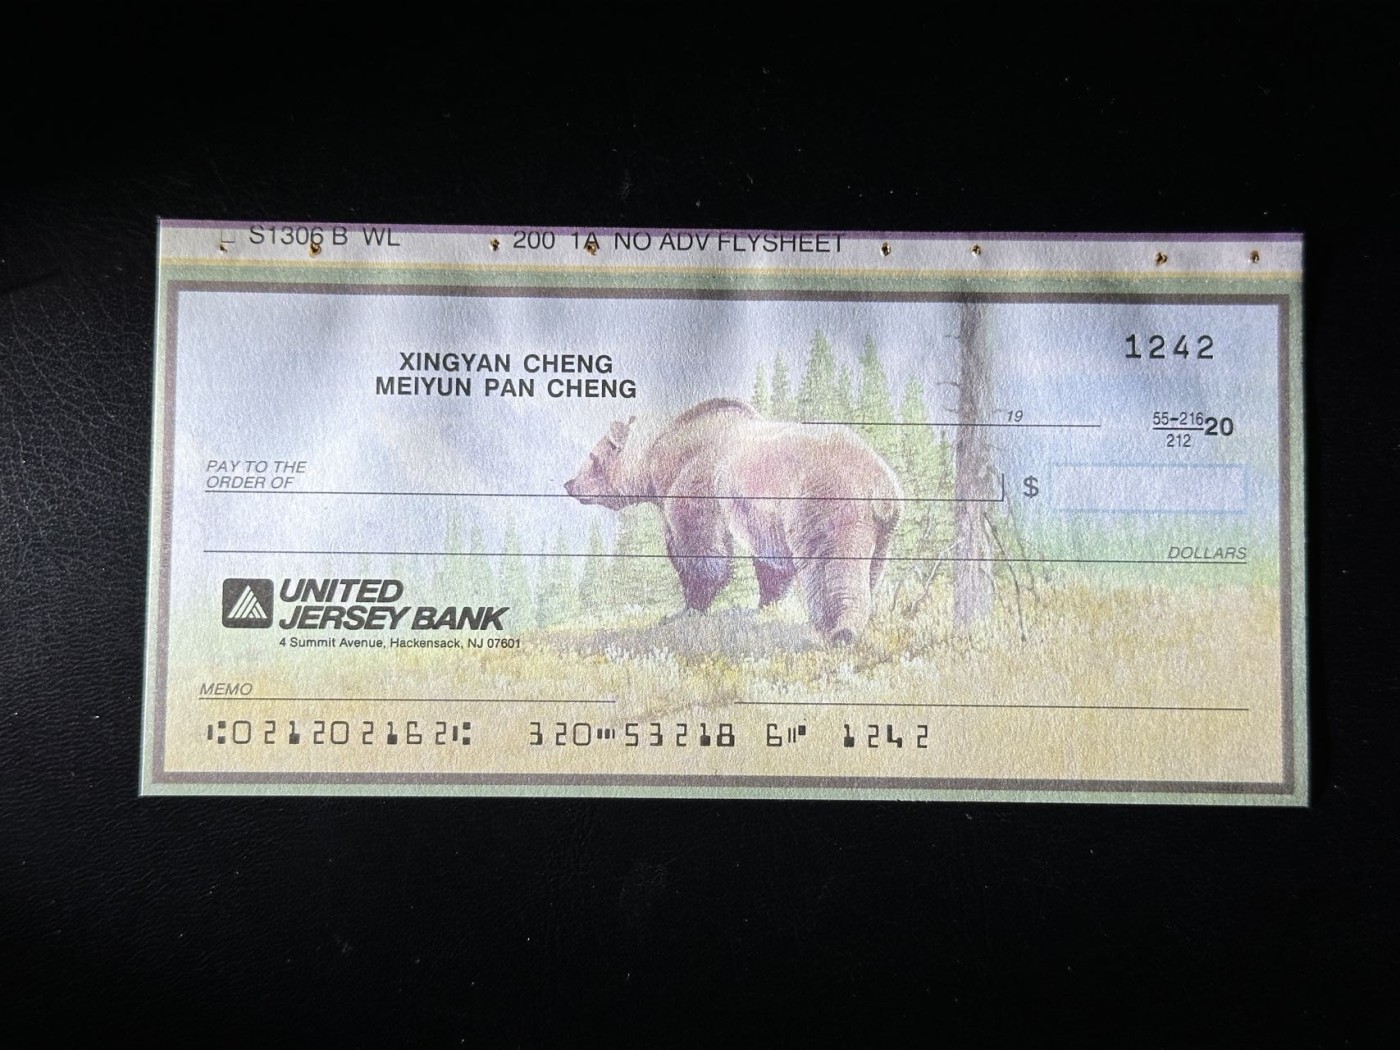 S1306 B WL 200 1A NO ADV FLYSHEET
1242
XINGYAN CHENG
MEIYUN PAN CHENG
19
55-216 20
212
PAY TO THE
ORDER OF
$
DOLLARS
UNITED
JERSEY BANK
4 Summit Avenue, Hackensack, NJ 07601
MEMO
⑆021202162⑆ 320⑉53218 6⑈ 1242